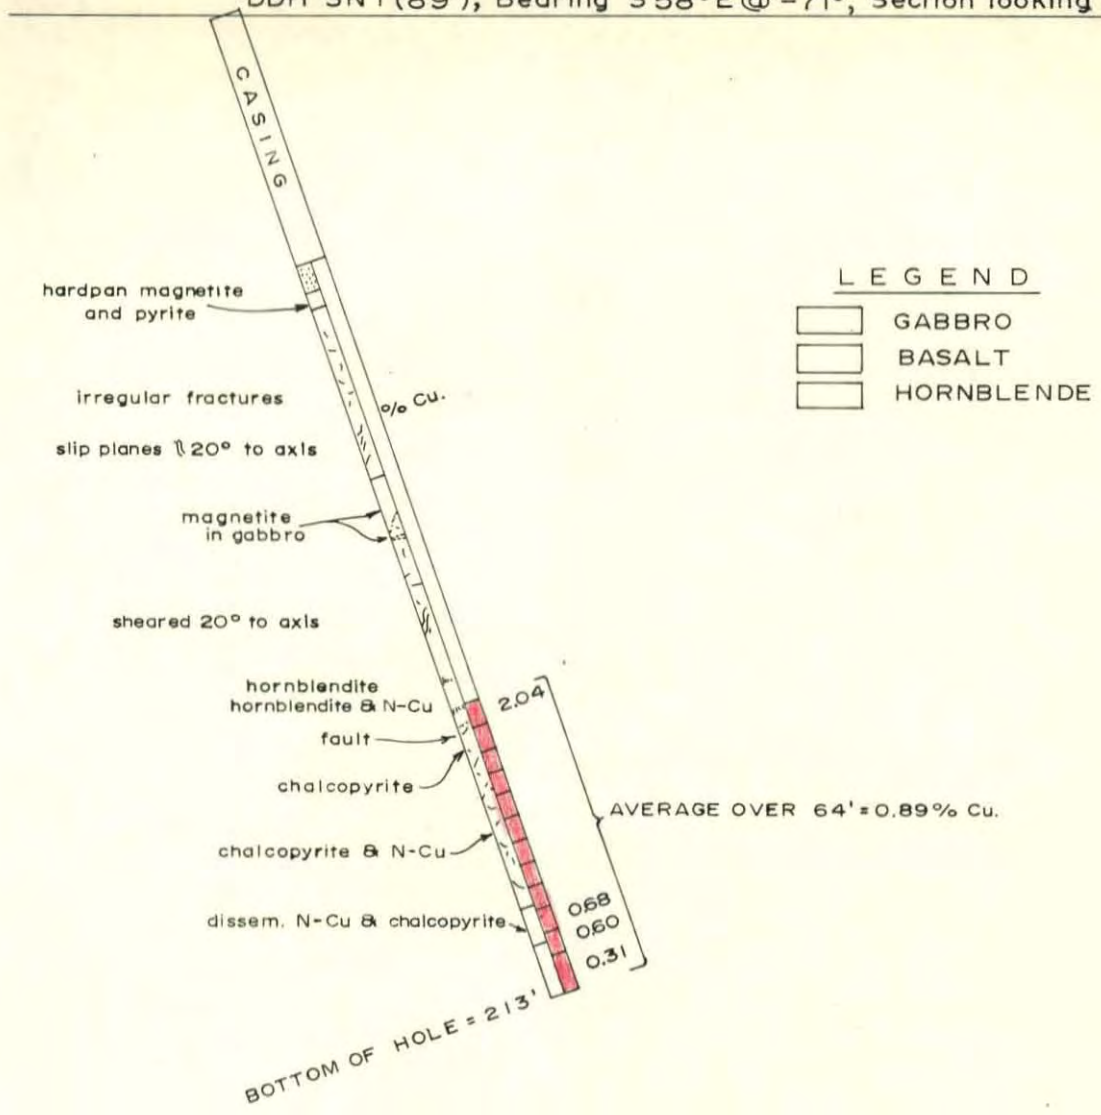 DDH SN1 (89'), Bearing S58°E @ -71°, Section looking
CASING
hardpan magnetite
and pyrite
irregular fractures
% Cu.
slip planes 20° to axis
magnetite
in gabbro
sheared 20° to axis
hornblendite
hornblendite & N-Cu
fault
chalcopyrite
chalcopyrite & N-Cu
dissem. N-Cu & chalcopyrite
2.04
AVERAGE OVER 64' = 0.89% Cu.
0.68
0.60
0.31
BOTTOM OF HOLE = 213'
LEGEND
GABBRO
BASALT
HORNBLENDE